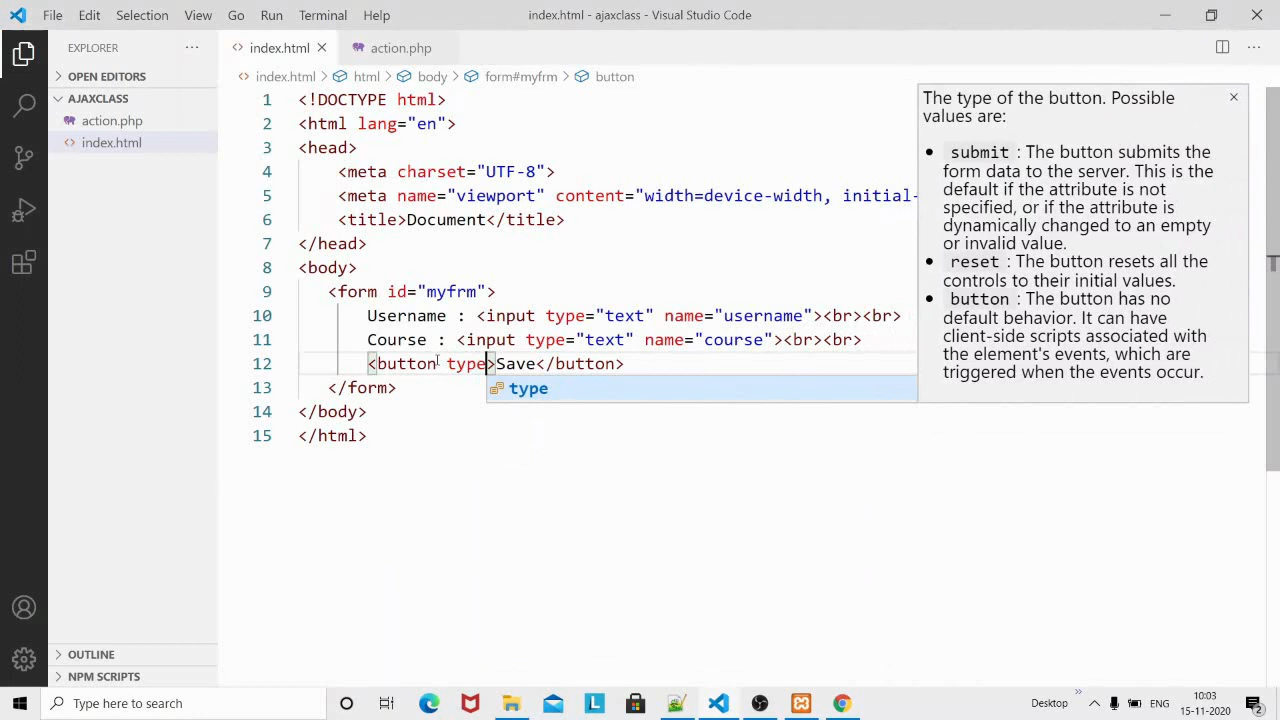 File Edit Selection View Go Run Terminal Help
index.html - ajaxclass - Visual Studio Code
EXPLORER
OPEN EDITORS
AJAXCLASS
action.php
index.html
index.html
action.php
index.html > html > body > form#myfrm > button
1 <!DOCTYPE html>
2 <html lang="en">
3 <head>
4 <meta charset="UTF-8">
5 <meta name="viewport" content="width=device-width, initial-
6 <title>Document</title>
7 </head>
8 <body>
9 <form id="myfrm">
10 Username : <input type="text" name="username"><br><br>
11 Course : <input type="text" name="course"><br><br>
12 <button type>Save</button>
13 </form>
14 </body>
15 </html>
type
The type of the button. Possible
values are:
• submit : The button submits the
form data to the server. This is the
default if the attribute is not
specified, or if the attribute is
dynamically changed to an empty
or invalid value.
• reset : The button resets all the
controls to their initial values.
• button : The button has no
default behavior. It can have
client-side scripts associated with
the element's events, which are
triggered when the events occur.
OUTLINE
NPM SCRIPTS
Type here to search
Desktop
ENG
10:03
15-11-2020
2